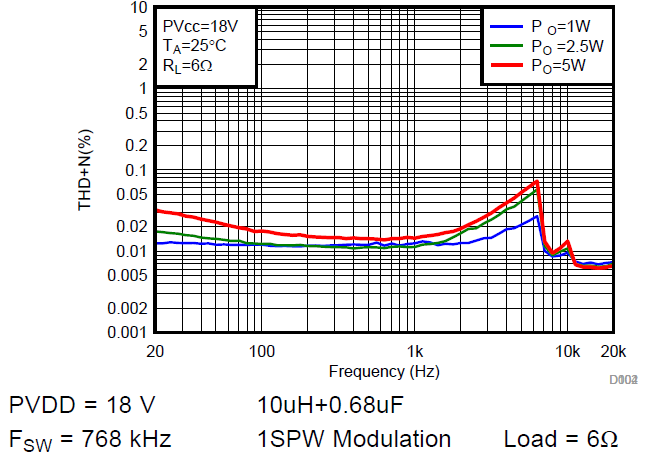 10
5
2
1
0.5
0.2
0.1
0.05
0.02
0.01
0.005
0.002
0.001
THD+N(%)
PVcc=18V
TA=25°C
RL=6Ω
P O=1W
PO =2.5W
PO=5W
20 100 1k 10k 20k
Frequency (Hz)
PVDD = 18 V 10uH+0.68uF
FSW = 768 kHz 1SPW Modulation Load = 6Ω